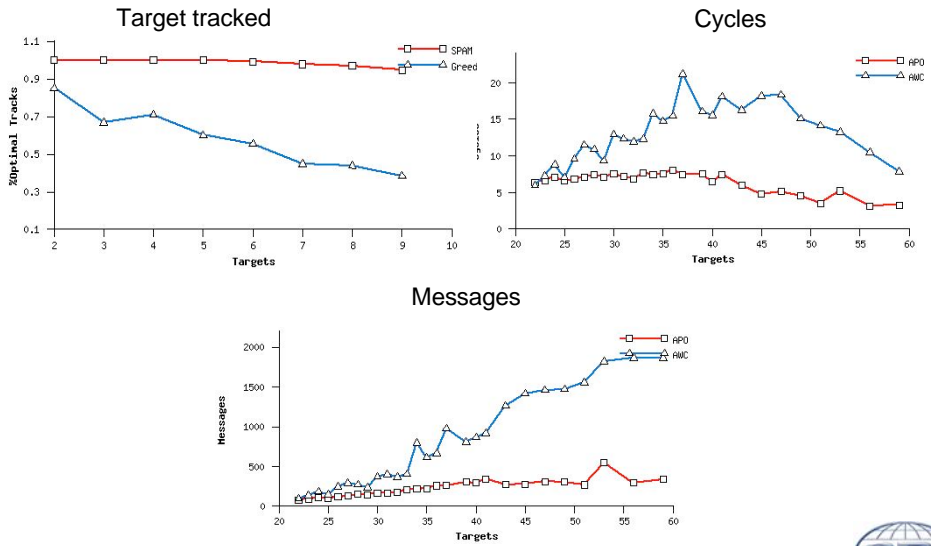 Target tracked
1.1
0.9
0.7
0.5
0.3
0.1
%Optimal Tracks
SPAM
Greed
2 3 4 5 6 7 8 9 10
Targets
Cycles
20
15
10
5
0
APO
AWC
20 25 30 35 40 45 50 55 60
Targets
Messages
2000
1500
1000
500
0
Messages
APO
AWC
20 25 30 35 40 45 50 55 60
Targets